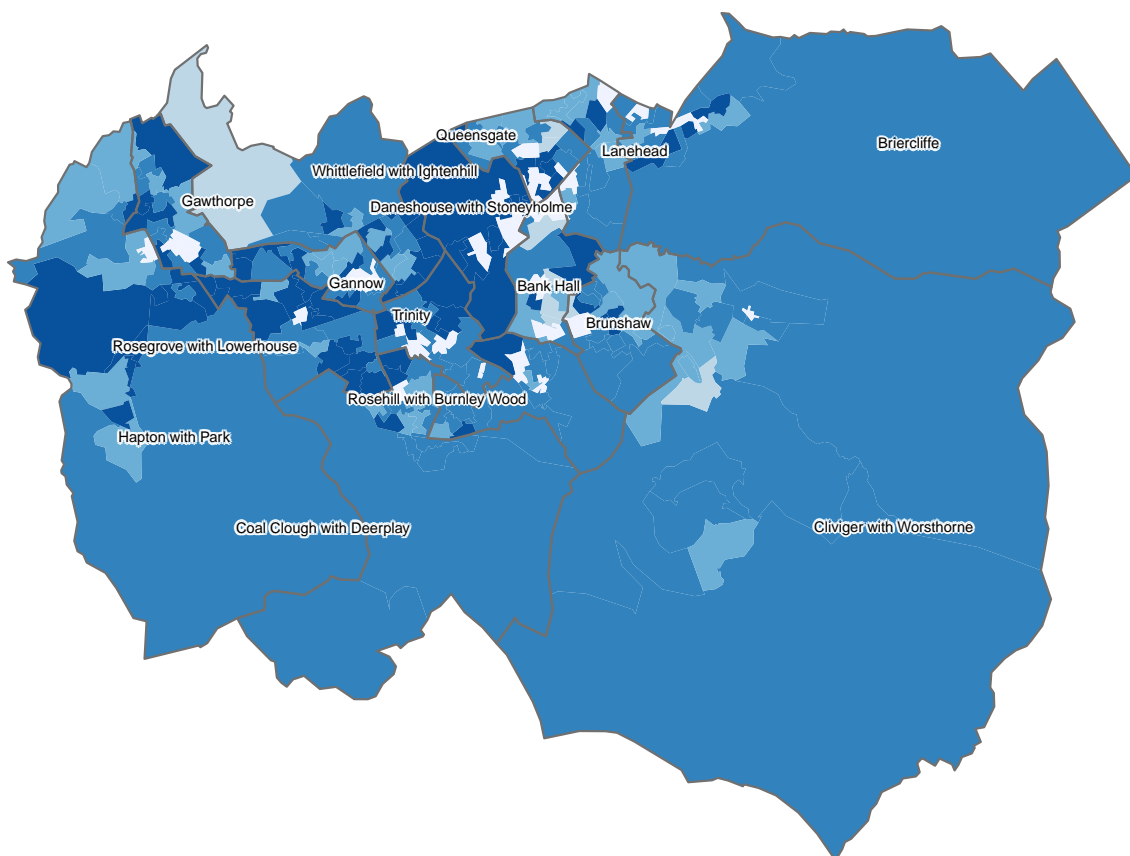 Queensgate
Briercliffe
Lanehead
Whittlefield with Ightenhill
Gawthorpe
Daneshouse with Stoneyholme
Gannow
Bank Hall
Trinity
Brunshaw
Rosegrove with Lowerhouse
Rosehill with Burnley Wood
Hapton with Park
Coal Clough with Deerplay
Cliviger with Worsthorne